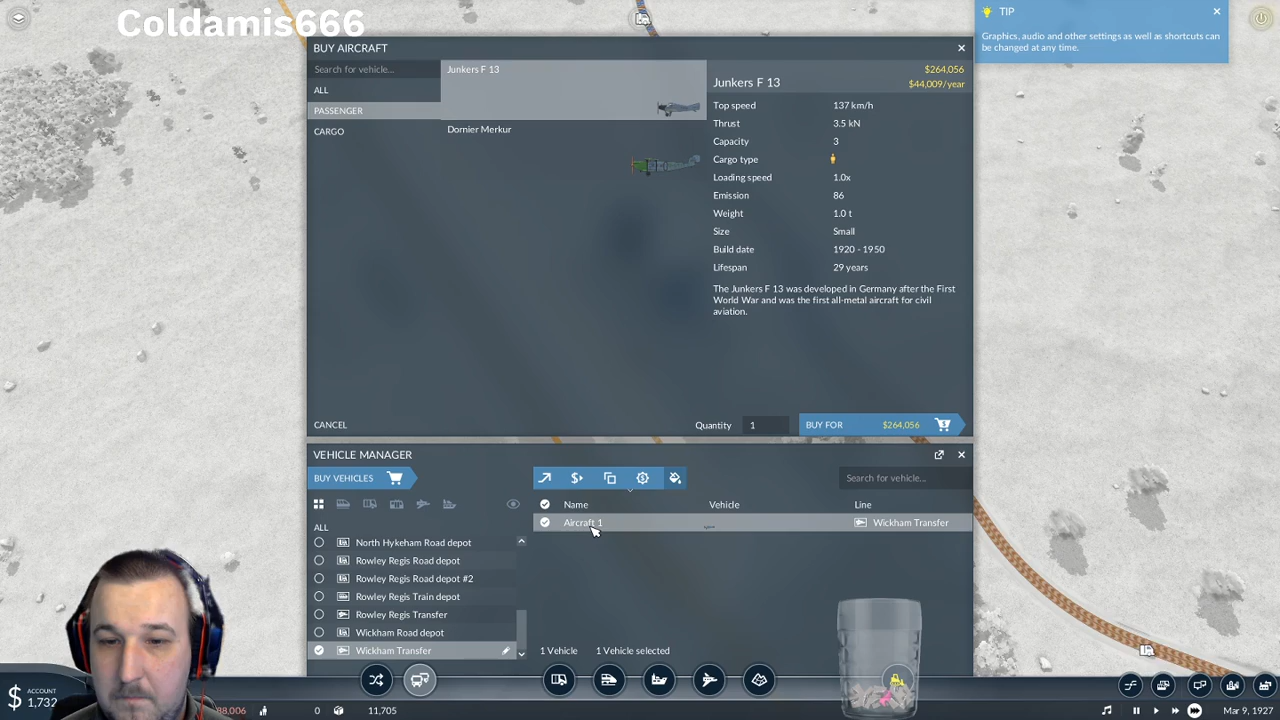 Coldamis666
TIP
Graphics, audio and other settings as well as shortcuts can
be changed at any time.
BUY AIRCRAFT
Search for vehicle...
ALL
PASSENGER
CARGO
Junkers F 13
Dornier Merkur
$264,056
Junkers F 13
$44,009/year
Top speed 137 km/h
Thrust 3.5 kN
Capacity 3
Cargo type
Loading speed 1.0x
Emission 86
Weight 1.0 t
Size Small
Build date 1920 - 1950
Lifespan 29 years
The Junkers F 13 was developed in Germany after the First
World War and was the first all-metal aircraft for civil
aviation.
CANCEL
Quantity 1
BUY FOR $264,056
VEHICLE MANAGER
BUY VEHICLES
Search for vehicle...
ALL
North Hykeham Road depot
Rowley Regis Road depot
Rowley Regis Road depot #2
Rowley Regis Train depot
Rowley Regis Transfer
Wickham Road depot
Wickham Transfer
Name Vehicle Line
Aircraft 1 Wickham Transfer
1 Vehicle 1 Vehicle selected
$ ACCOUNT
1,732
88,006
0
11,705
Mar 9, 1927